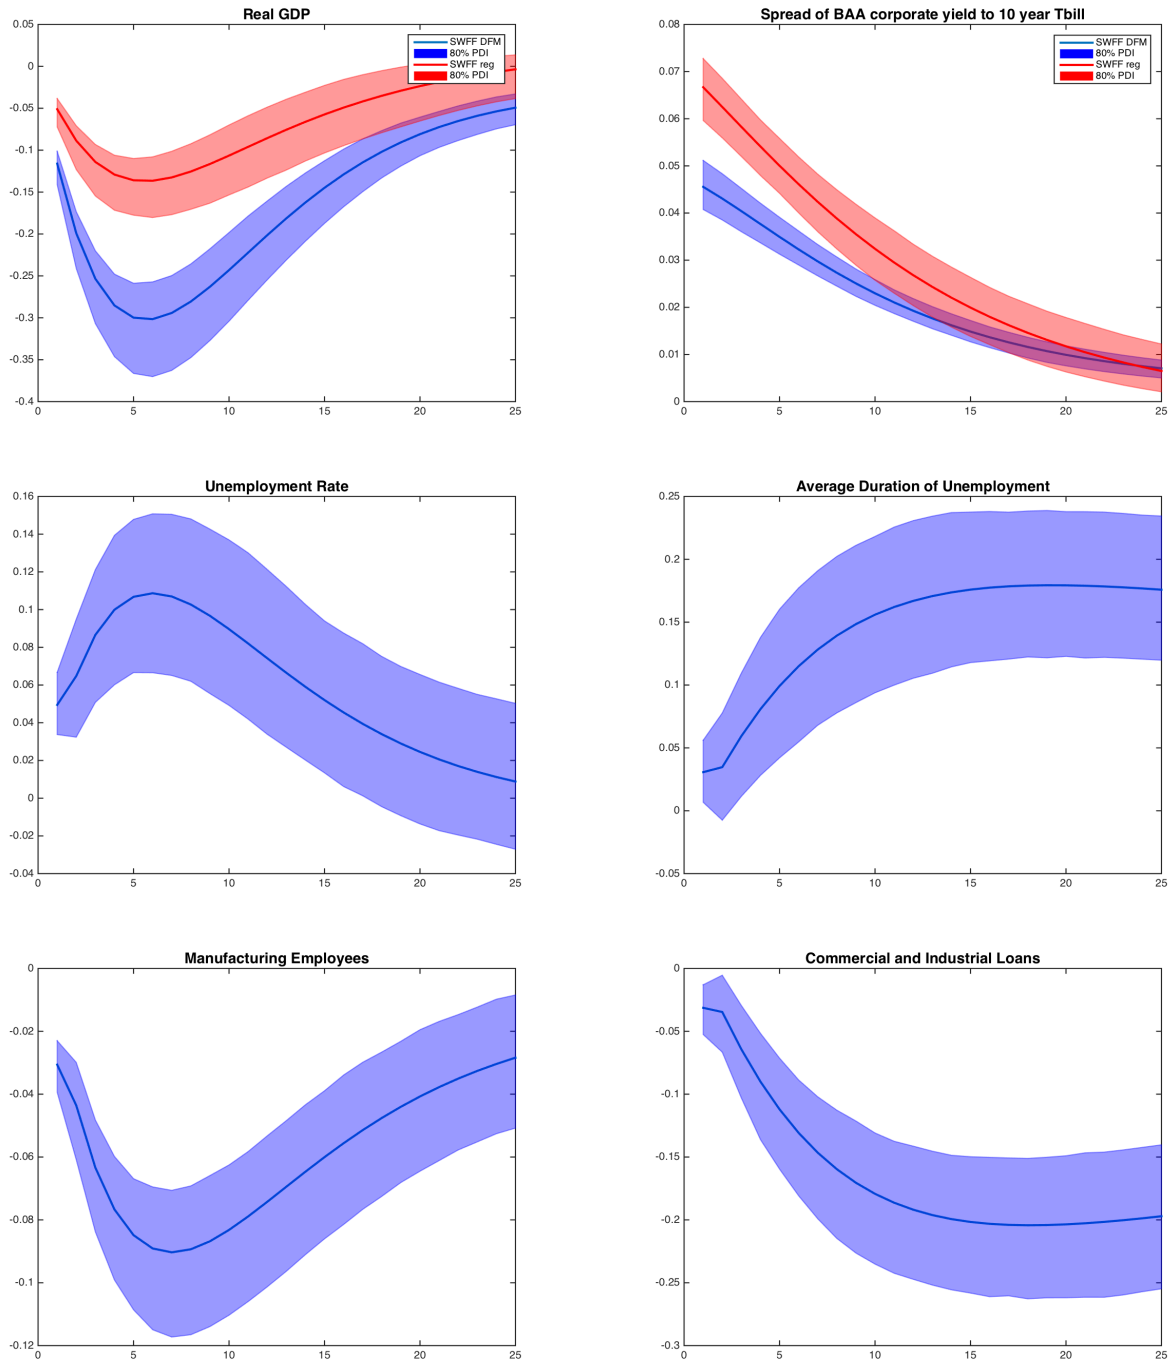 Real GDP
0.05
0
-0.05
-0.1
-0.15
-0.2
-0.25
-0.3
-0.35
-0.4
0 5 10 15 20 25
SWFF DFM
80% PDI
SWFF reg
80% PDI
Spread of BAA corporate yield to 10 year Tbill
0.08
0.07
0.06
0.05
0.04
0.03
0.02
0.01
0
0 5 10 15 20 25
SWFF DFM
80% PDI
SWFF reg
80% PDI
Unemployment Rate
0.16
0.14
0.12
0.1
0.08
0.06
0.04
0.02
0
-0.02
-0.04
0 5 10 15 20 25
Average Duration of Unemployment
0.25
0.2
0.15
0.1
0.05
0
-0.05
0 5 10 15 20 25
Manufacturing Employees
0
-0.02
-0.04
-0.06
-0.08
-0.1
-0.12
0 5 10 15 20 25
Commercial and Industrial Loans
0
-0.05
-0.1
-0.15
-0.2
-0.25
-0.3
0 5 10 15 20 25